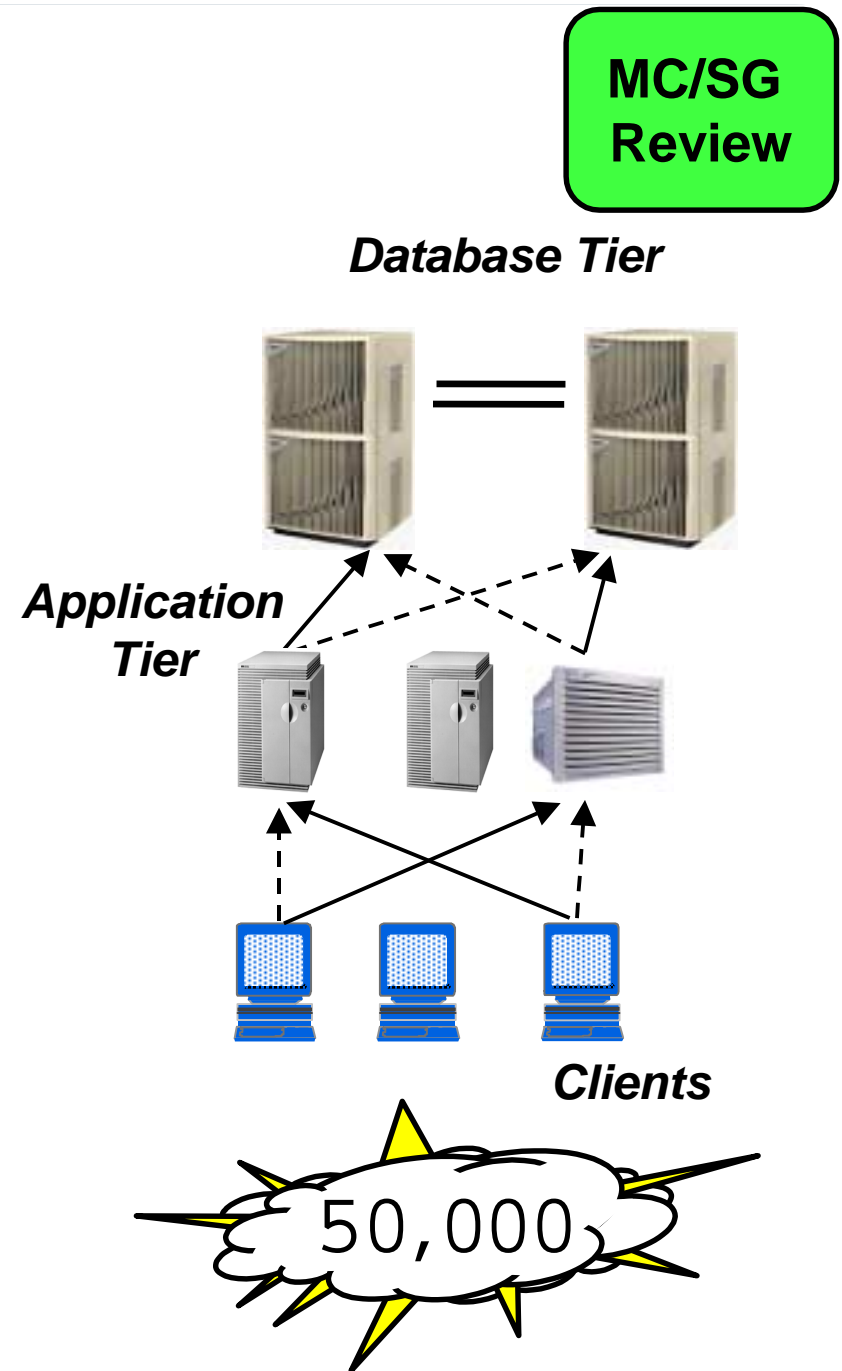 MC/SG
Review
Database Tier
Application
Tier
Clients
50,000